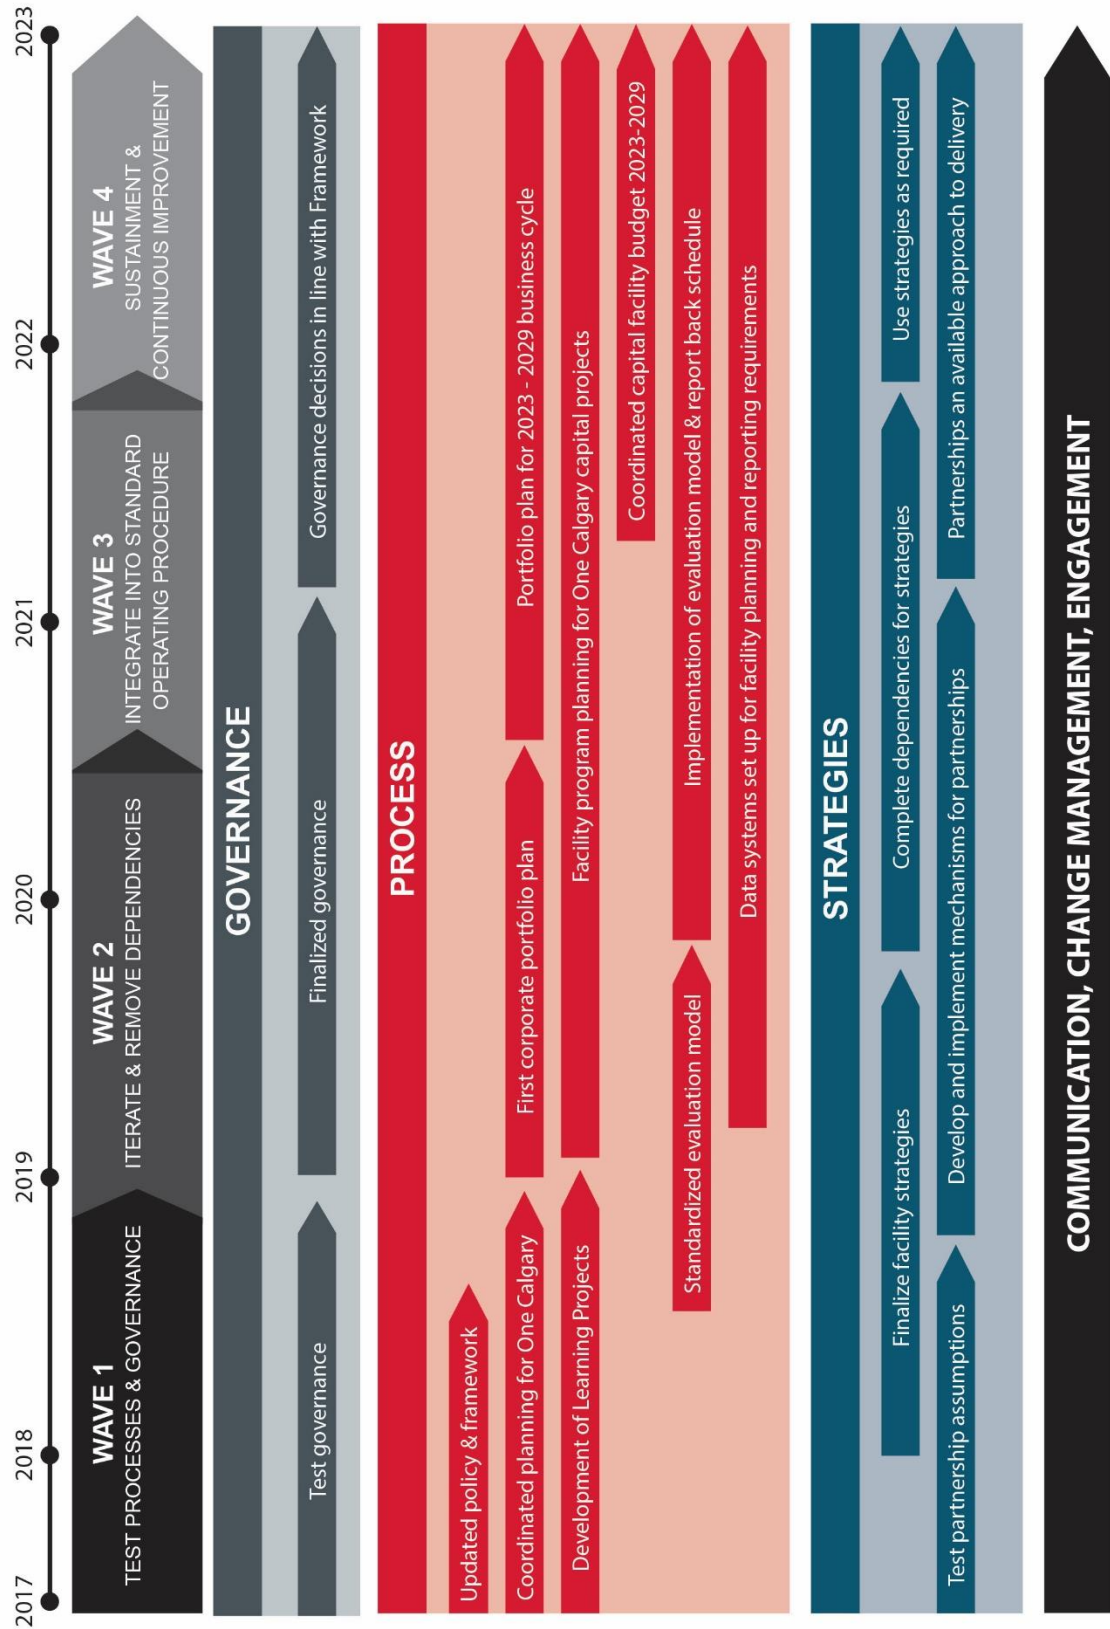 2017
2018
2019
2020
2021
2022
2023
WAVE 1
TEST PROCESSES & GOVERNANCE
WAVE 2
ITERATE & REMOVE DEPENDENCIES
WAVE 3
INTEGRATE INTO STANDARD
OPERATING PROCEDURE
WAVE 4
SUSTAINMENT &
CONTINUOUS IMPROVEMENT
GOVERNANCE
Test governance
Finalized governance
Governance decisions in line with Framework
PROCESS
Updated policy & framework
Coordinated planning for One Calgary
First corporate portfolio plan
Portfolio plan for 2023 - 2029 business cycle
Development of Learning Projects
Facility program planning for One Calgary capital projects
Coordinated capital facility budget 2023-2029
Standardized evaluation model
Implementation of evaluation model & report back schedule
Data systems set up for facility planning and reporting requirements
STRATEGIES
Finalize facility strategies
Complete dependencies for strategies
Use strategies as required
Test partnership assumptions
Develop and implement mechanisms for partnerships
Partnerships an available approach to delivery
COMMUNICATION, CHANGE MANAGEMENT, ENGAGEMENT